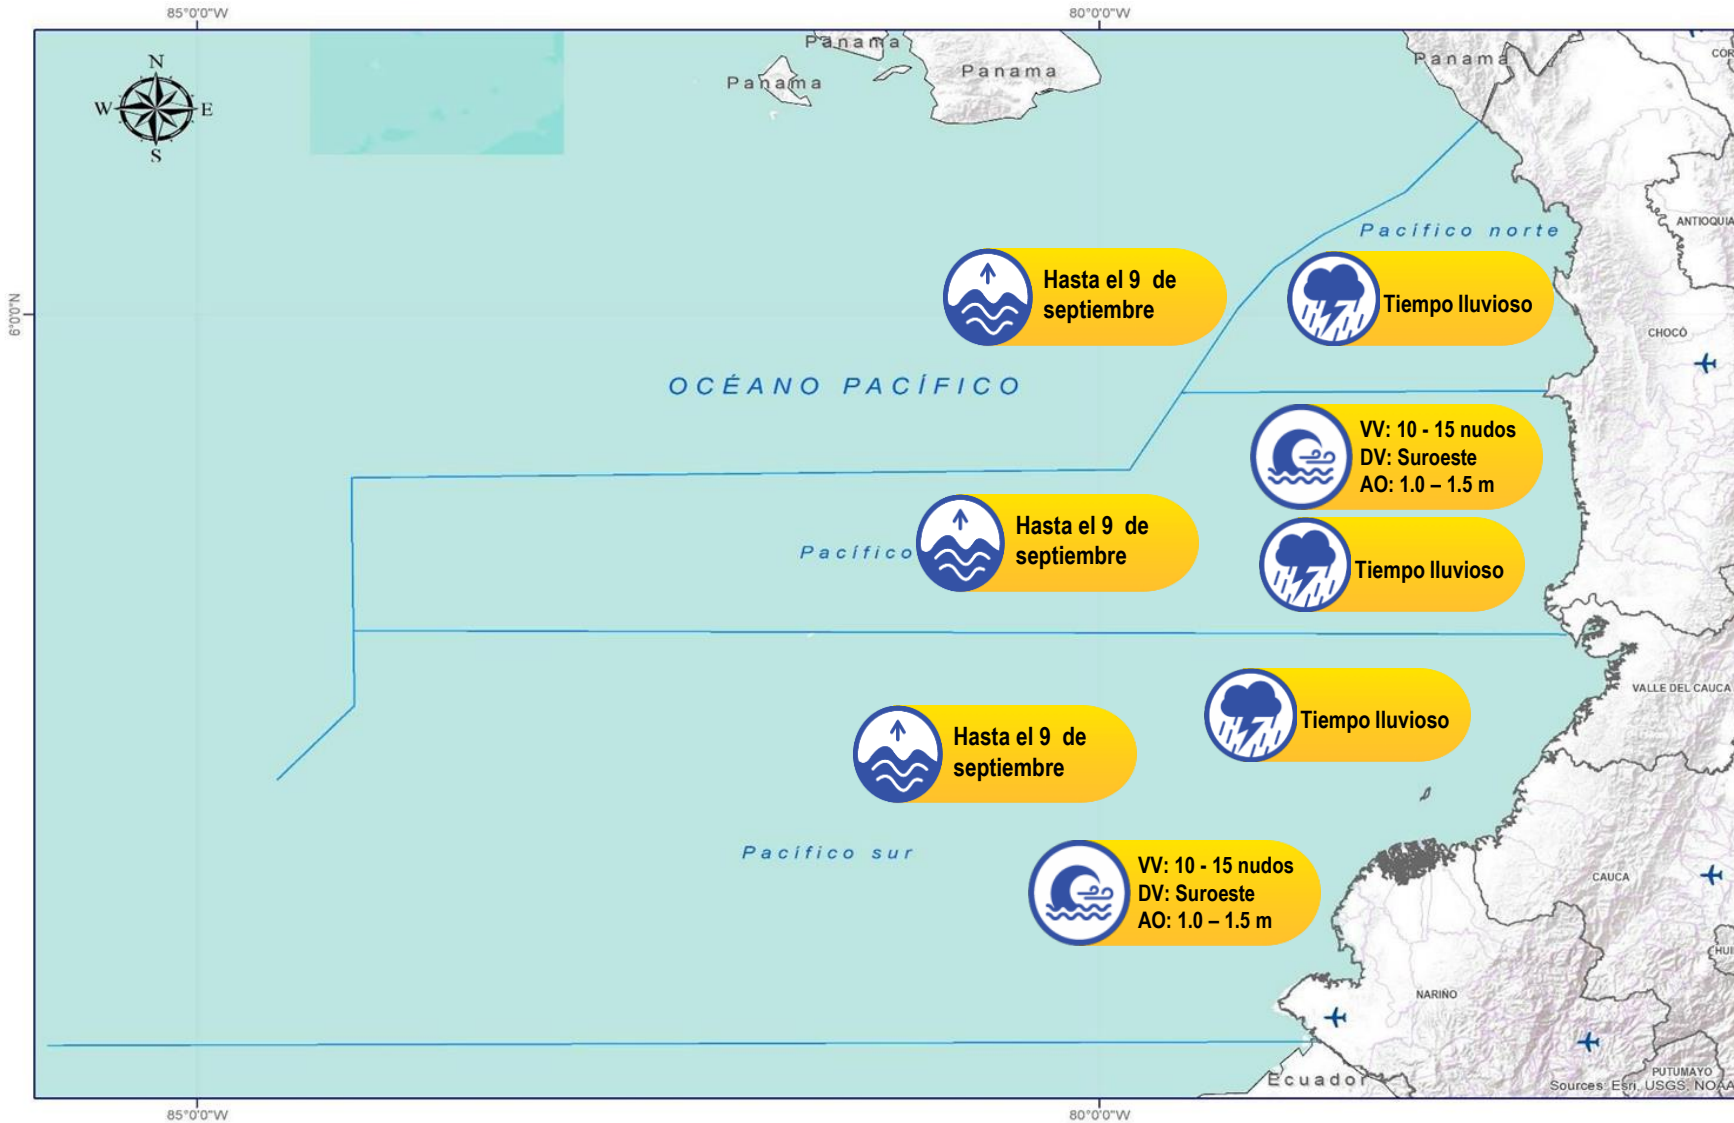 85°0'0"W
80°0'0"W
N
W
E
S
Panama
Panama
Panama
Panama
ANTIOQUIA
Pacífico norte
Hasta el 9 de
septiembre
Tiempo lluvioso
6°0'0"N
CHOCÓ
OCÉANO PACÍFICO
VV: 10 - 15 nudos
DV: Suroeste
AO: 1.0 – 1.5 m
Pacífico
Hasta el 9 de
septiembre
Tiempo lluvioso
VALLE DEL CAUCA
Tiempo lluvioso
Hasta el 9 de
septiembre
Pacífico sur
VV: 10 - 15 nudos
DV: Suroeste
AO: 1.0 – 1.5 m
CAUCA
NARIÑO
PUTUMAYO
Ecuador
Sources: Esri, USGS, NOAA
85°0'0"W
80°0'0"W